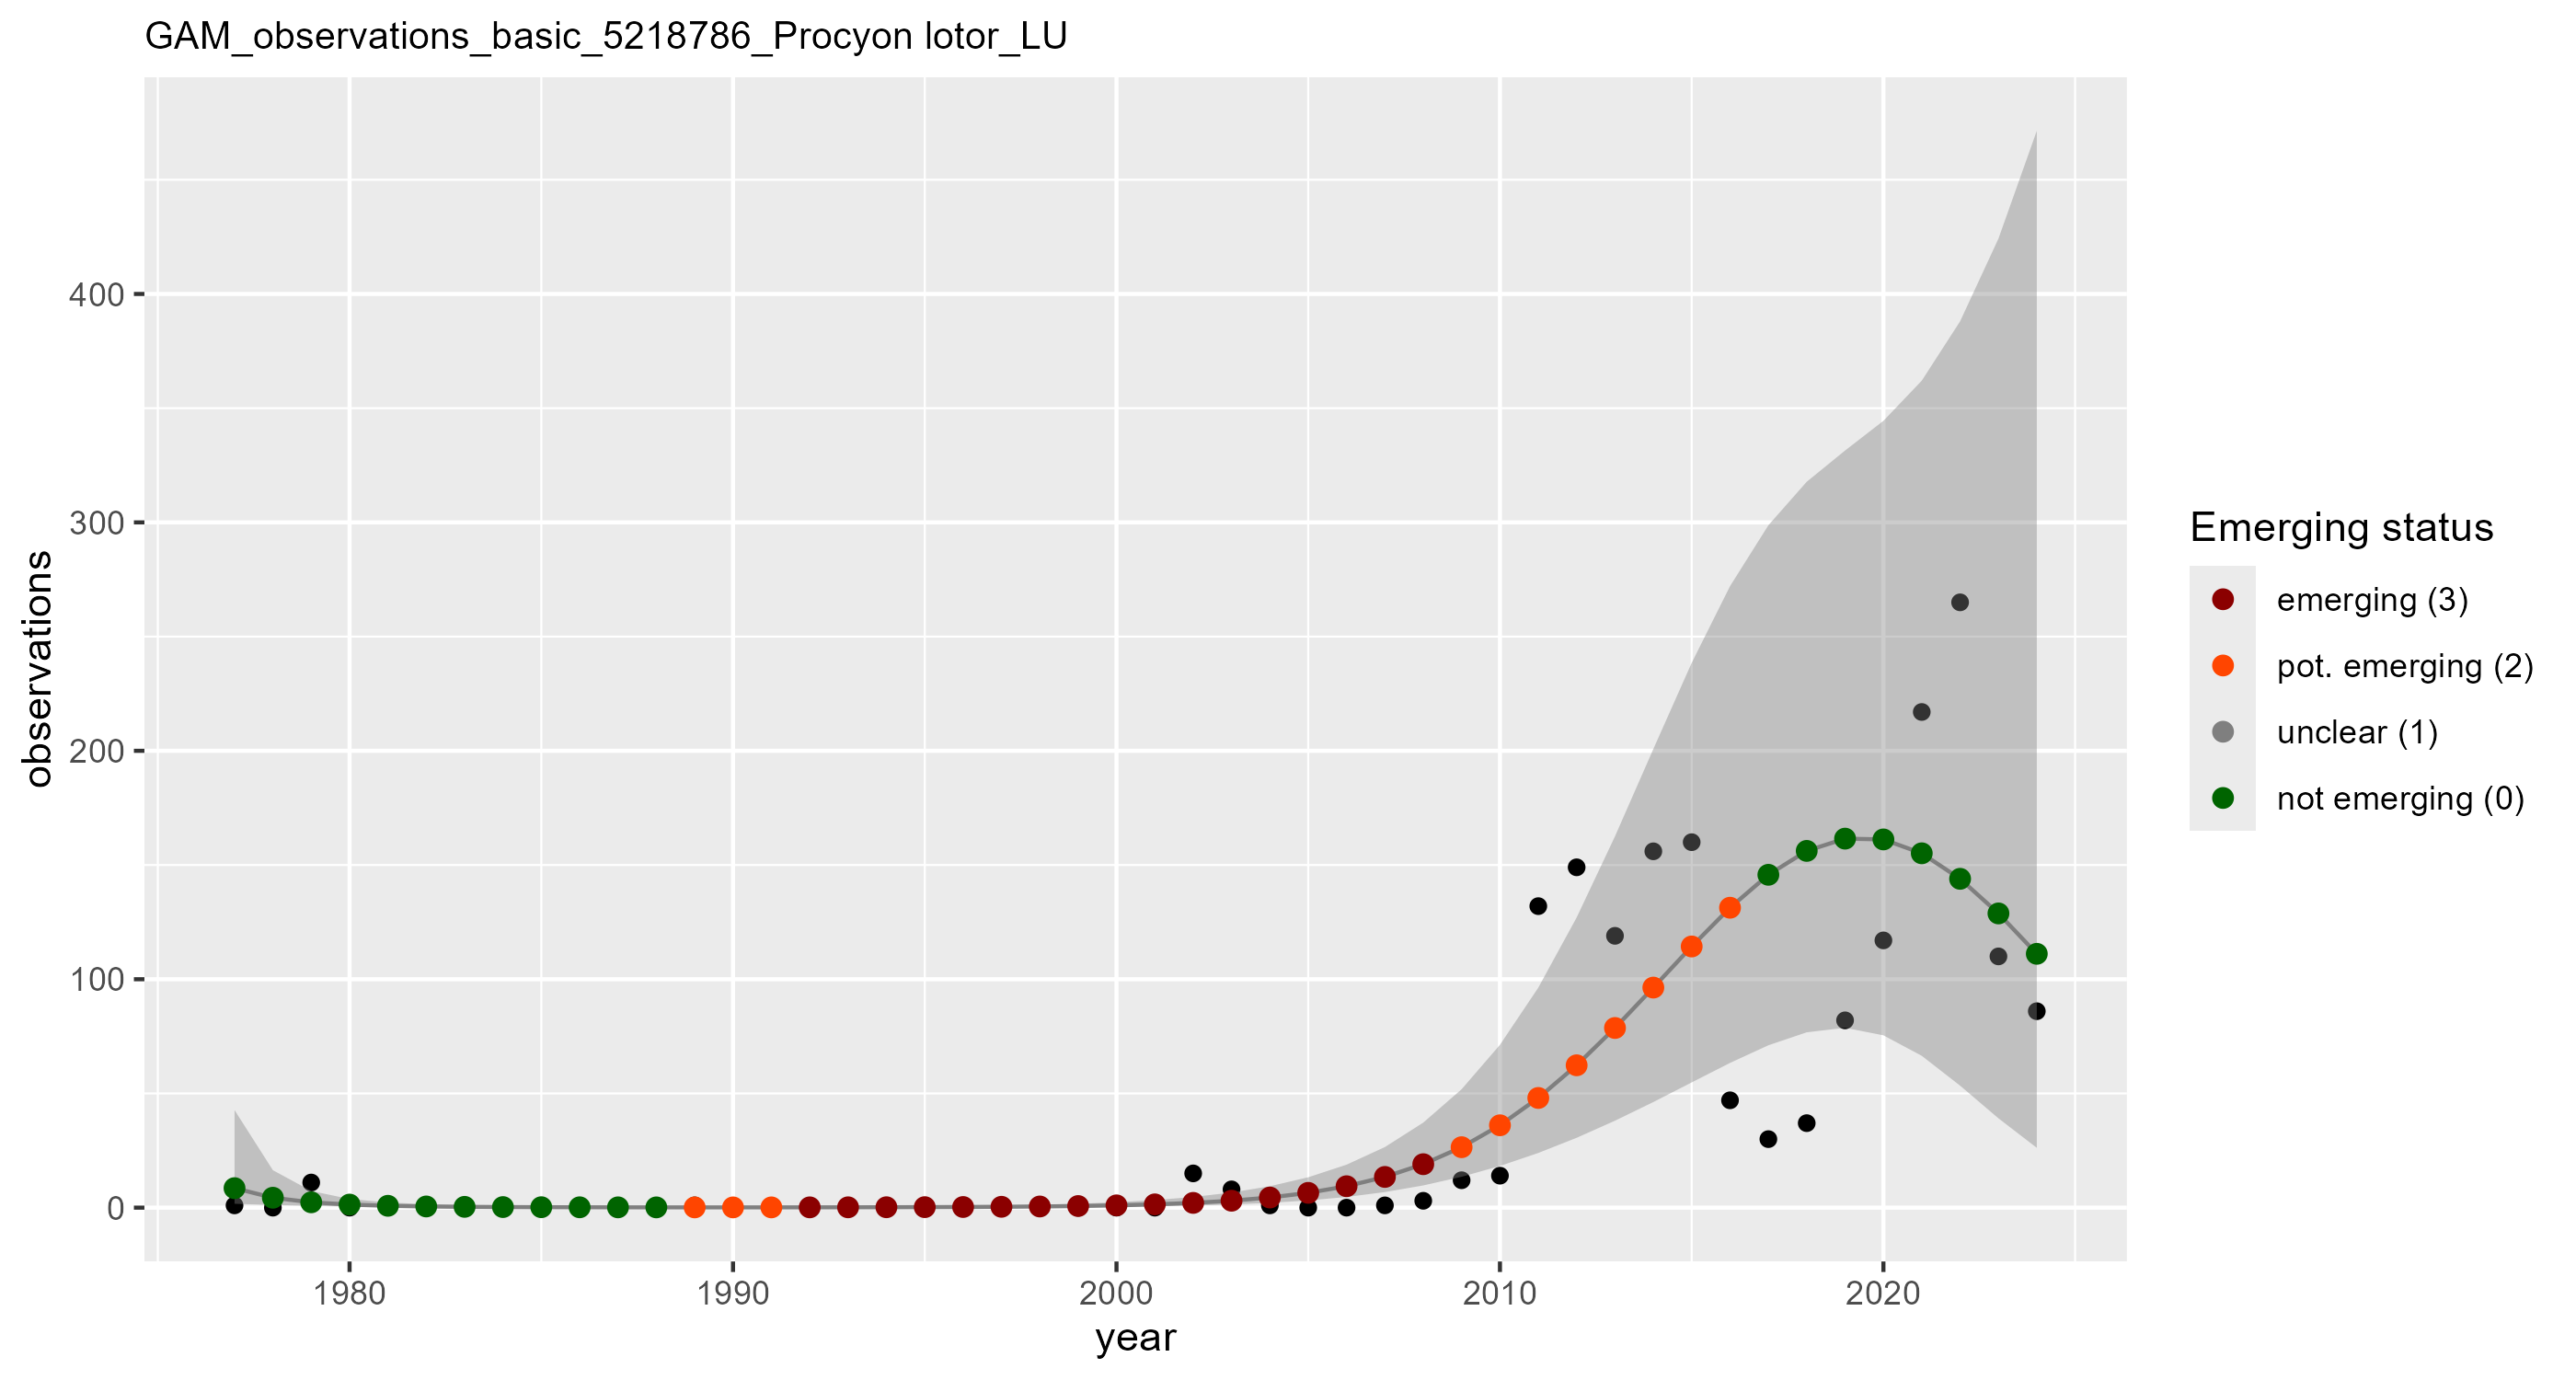 GAM_observations_basic_5218786_Procyon lotor_LU
observations
400
300
200
100
0
1980
1990
2000
2010
2020
year
Emerging status
emerging (3)
pot. emerging (2)
unclear (1)
not emerging (0)